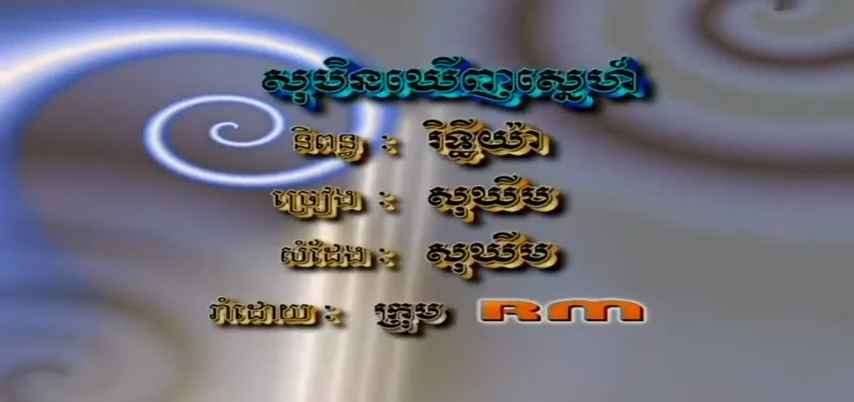 សុបិនឃើញស្នេហ៍
និពន្ធ : រិទ្ធីយ៉ា
ច្រៀង : សុឃីម
សំដែង : សុឃីម
រាំដោយ : ក្រុម RM